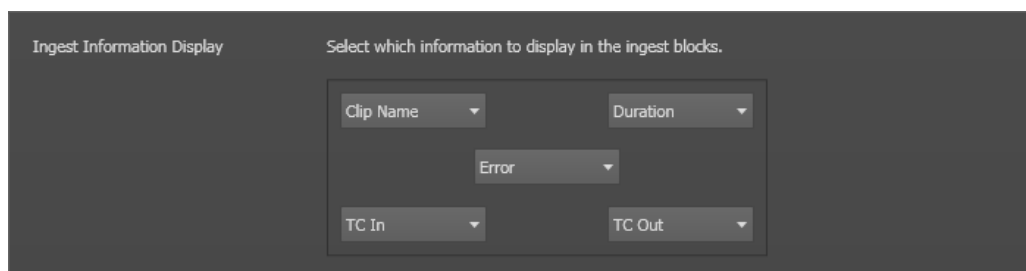 Ingest Information Display
Select which information to display in the ingest blocks.
Clip Name
Duration
Error
TC In
TC Out